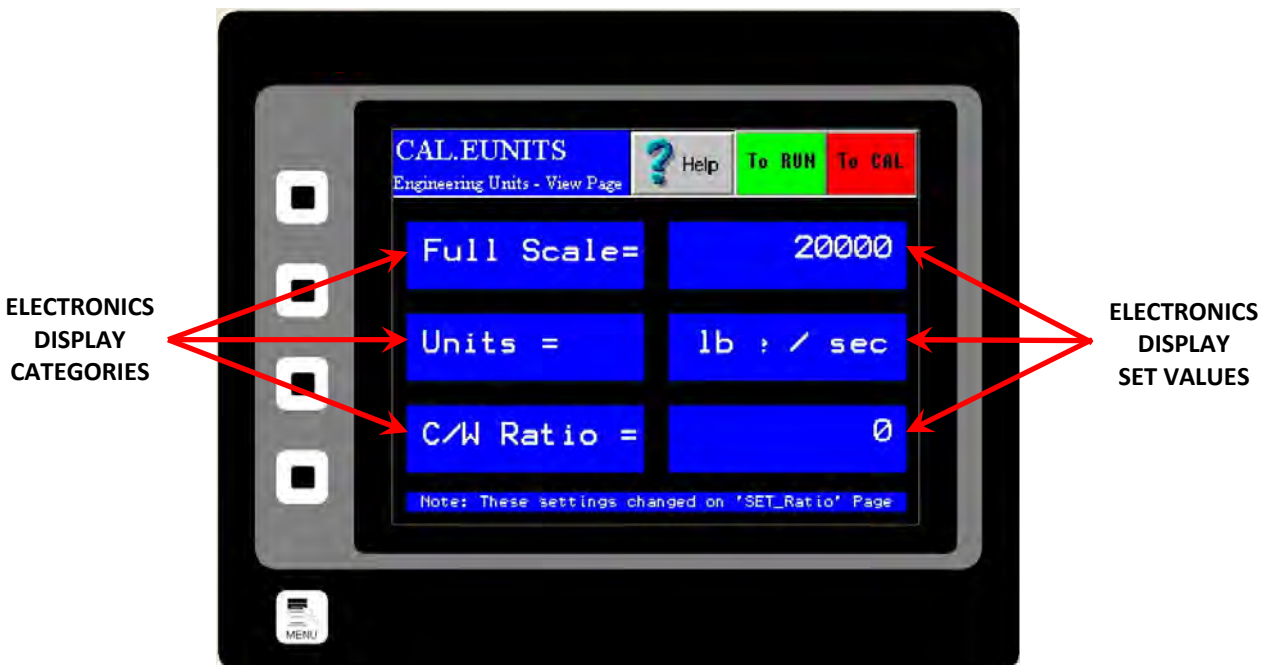 CAL.EUNITS
Engineering Units - View Page
Help
To RUN
To CAL
Full Scale=
20000
Units =
lb : / sec
C/W Ratio =
0
Note: These settings changed on 'SET_Ratio' Page
ELECTRONICS
DISPLAY
CATEGORIES
ELECTRONICS
DISPLAY
SET VALUES
MENU